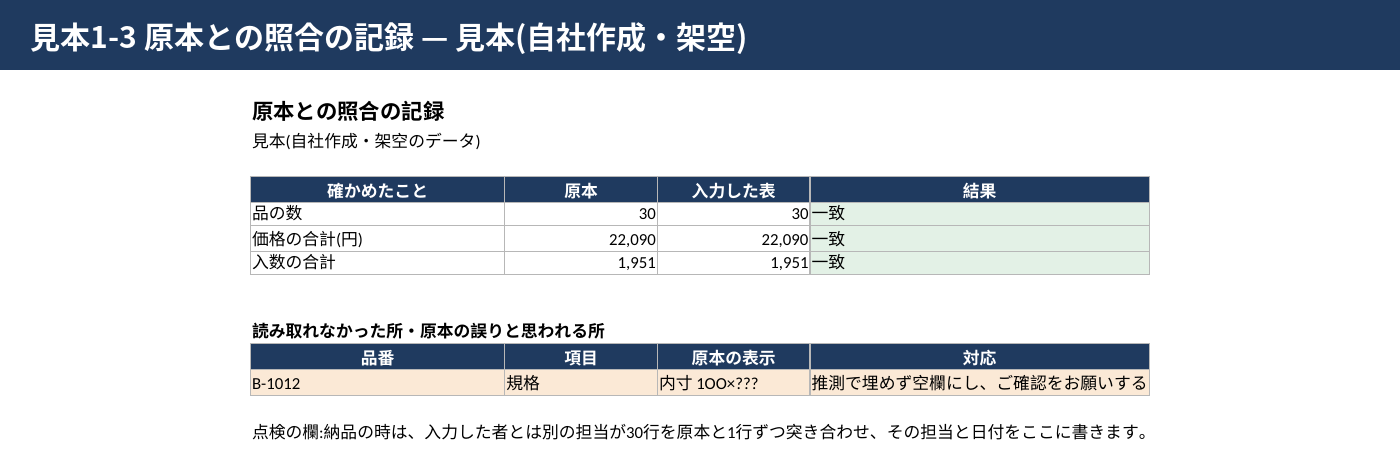 見本1-3 原本との照合の記録 — 見本(自社作成・架空)
原本との照合の記録
見本(自社作成・架空のデータ)
確かめたこと 原本 入力した表 結果
品の数 30 30 一致
価格の合計(円) 22,090 22,090 一致
入数の合計 1,951 1,951 一致
読み取れなかった所・原本の誤りと思われる所
品番 項目 原本の表示 対応
B-1012 規格 内寸 1OO×??? 推測で埋めず空欄にし、ご確認をお願いする
点検の欄:納品の時は、入力した者とは別の担当が30行を原本と1行ずつ突き合わせ、その担当と日付をここに書きます。